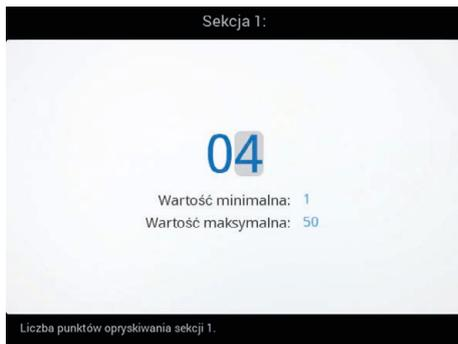 Sekcja 1:
04
Wartość minimalna: 1
Wartość maksymalna: 50
Liczba punktów opryskiwania sekcji 1.